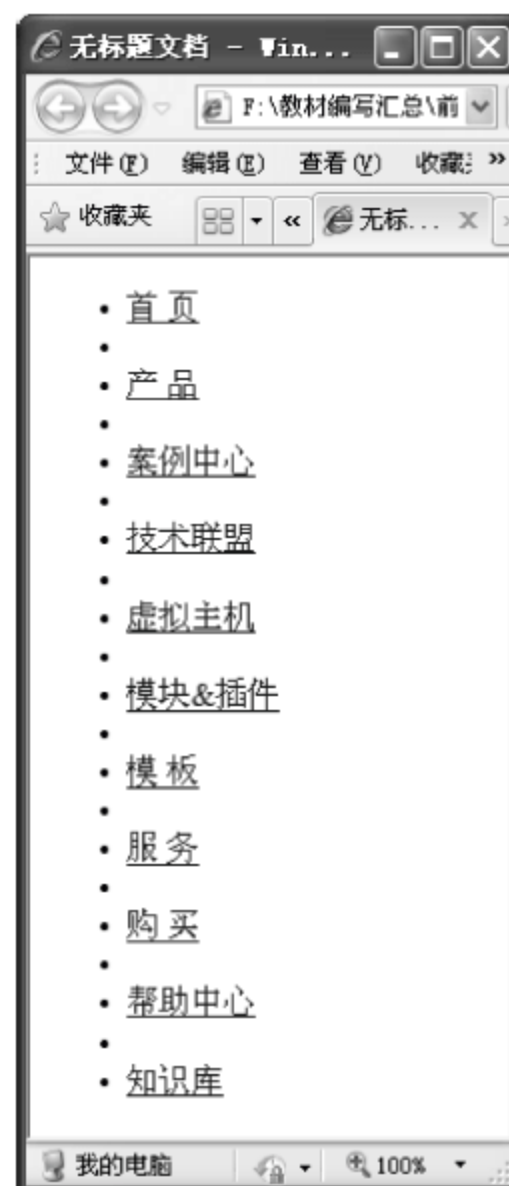 无标题文档 - Win...
F:\教材编写汇总\前
文件(F) 编辑(E) 查看(V) 收藏 »
收藏夹 « 无标...
• 首 页
•
• 产 品
•
• 案例中心
•
• 技术联盟
•
• 虚拟主机
•
• 模块&插件
•
• 模 板
•
• 服 务
•
• 购 买
•
• 帮助中心
•
• 知识库
我的电脑 100%